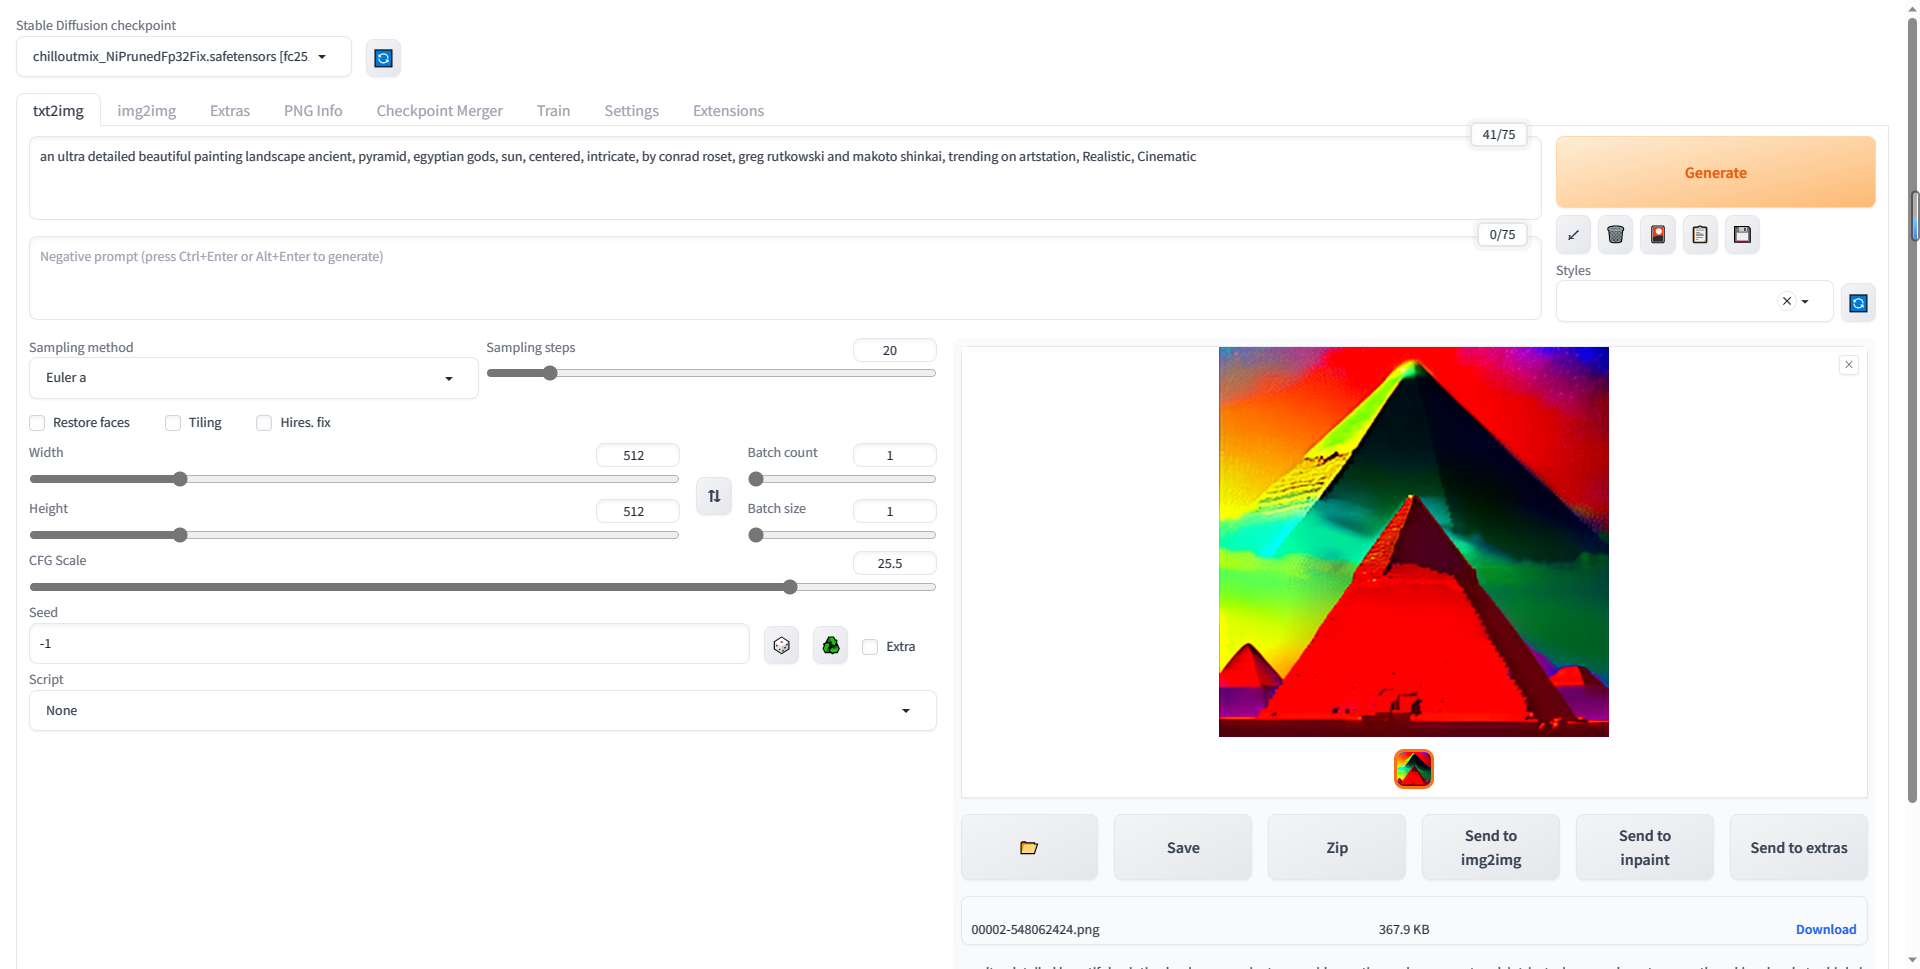 Stable Diffusion checkpoint
chilloutmix_NiPrunedFp32Fix.safetensors [fc25
txt2img img2img Extras PNG Info Checkpoint Merger Train Settings Extensions
41/75
an ultra detailed beautiful painting landscape ancient, pyramid, egyptian gods, sun, centered, intricate, by conrad roset, greg rutkowski and makoto shinkai, trending on artstation, Realistic, Cinematic
Generate
0/75
Negative prompt (press Ctrl+Enter or Alt+Enter to generate)
Styles
Sampling method
Euler a
Sampling steps
20
Restore faces Tiling Hires. fix
Width
512
Batch count
1
Height
512
Batch size
1
CFG Scale
25.5
Seed
-1
Extra
Script
None
Save
Zip
Send to
img2img
Send to
inpaint
Send to extras
00002-548062424.png 367.9 KB Download